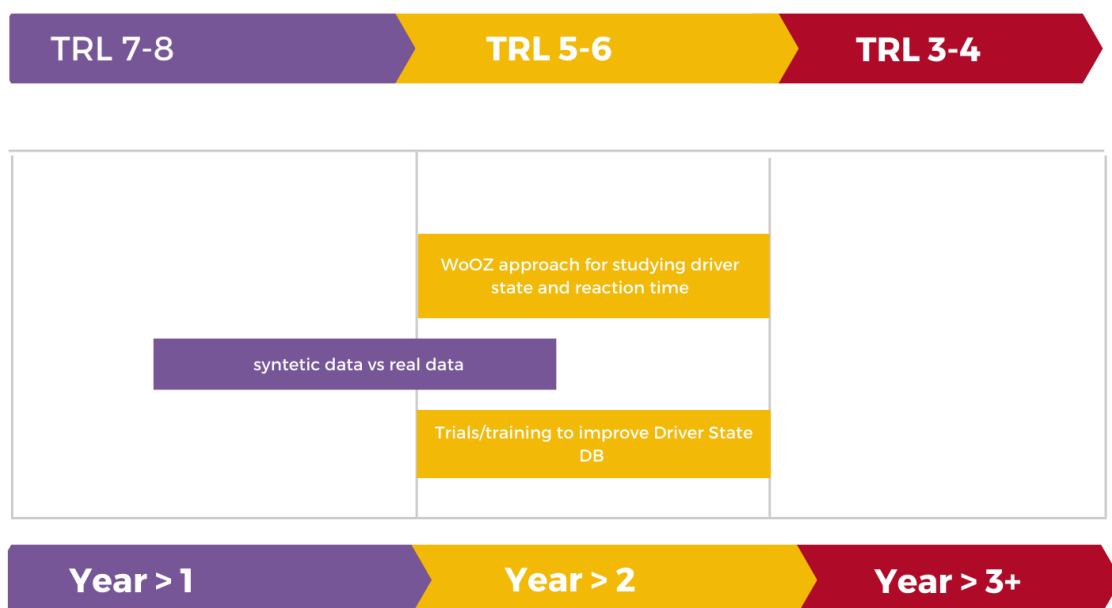 TRL 7-8
TRL 5-6
TRL 3-4
WoOZ approach for studying driver
state and reaction time
syntetic data vs real data
Trials/training to improve Driver State
DB
Year > 1
Year > 2
Year > 3+